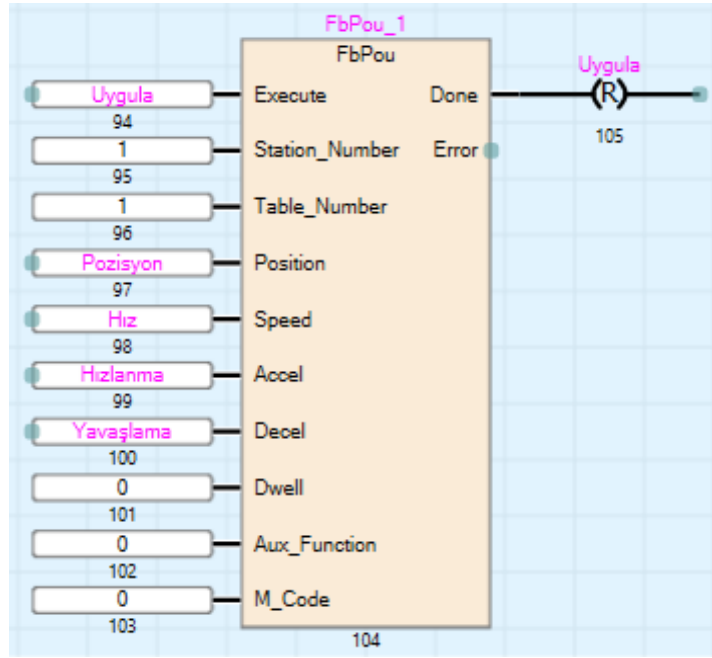 FbPou_1
FbPou
Uygula
Uygula Execute Done (R)
94 105
1 Station_Number Error
95
1 Table_Number
96
Pozisyon Position
97
Hız Speed
98
Hızlanma Accel
99
Yavaşlama Decel
100
0 Dwell
101
0 Aux_Function
102
0 M_Code
103 104